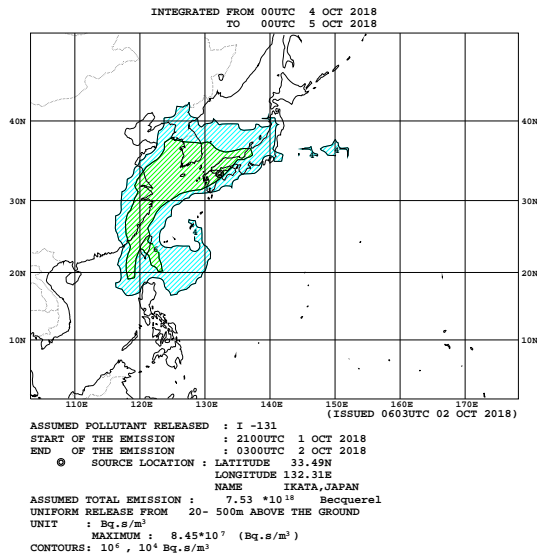 INTEGRATED FROM 00UTC 4 OCT 2018
TO 00UTC 5 OCT 2018
40N 40N
30N 30N
20N 20N
10N 10N
110E 120E 130E 140E 150E 160E 170E
(ISSUED 0603UTC 02 OCT 2018)
ASSUMED POLLUTANT RELEASED : I -131
START OF THE EMISSION : 2100UTC 1 OCT 2018
END OF THE EMISSION : 0300UTC 2 OCT 2018
◎ SOURCE LOCATION : LATITUDE 33.49N
LONGITUDE 132.31E
NAME IKATA,JAPAN
ASSUMED TOTAL EMISSION : 7.53 *10¹⁸ Becquerel
UNIFORM RELEASE FROM 20- 500m ABOVE THE GROUND
UNIT : Bq.s/m³
MAXIMUM : 8.45*10⁷ (Bq.s/m³)
CONTOURS: 10⁶ , 10⁴ Bq.s/m³